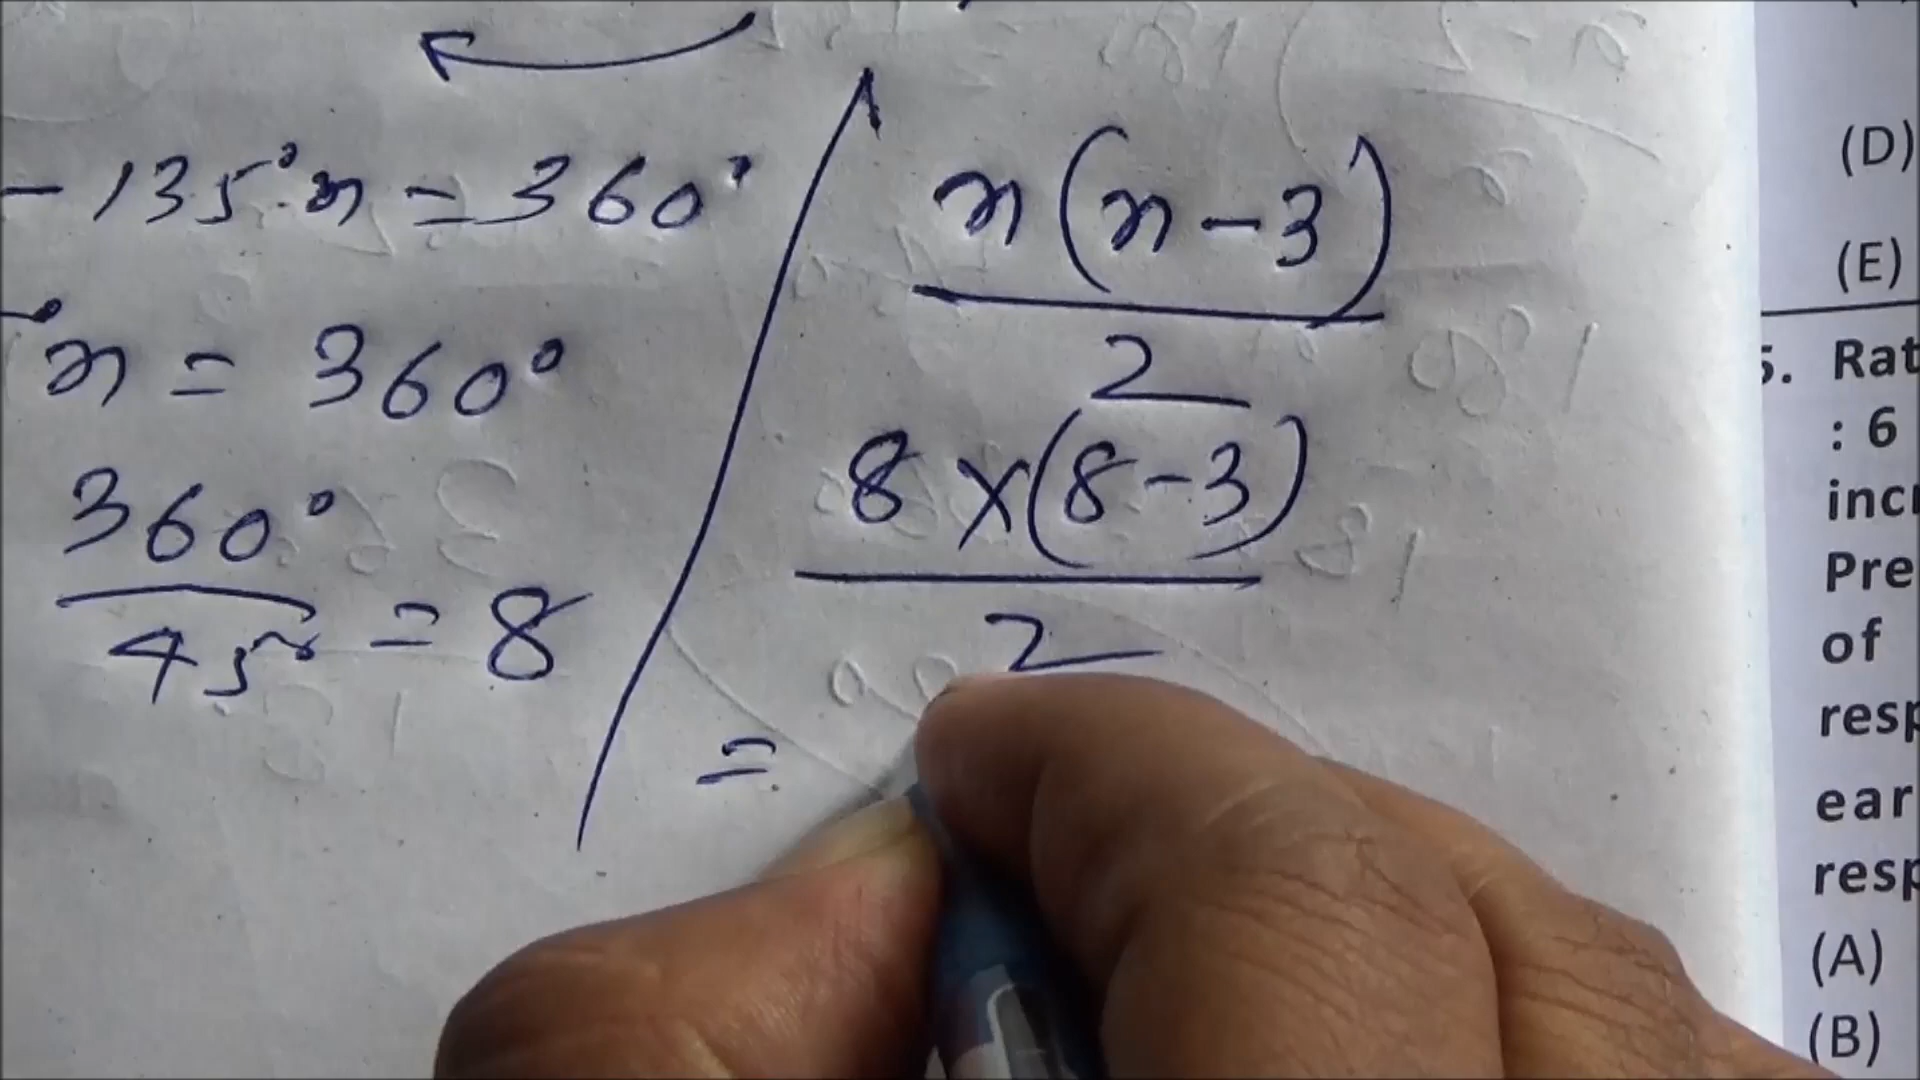 - 135°n = 360°
°n = 360°
360°
45° = 8
n(n-3)
2
8×(8-3)
2
=
(D)
(E)
5. Rat
: 6
inc
Pre
of
resp
ear
resp
(A)
(B)